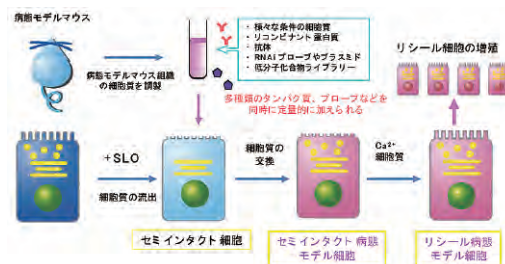 病態モデルマウス
病態モデルマウス組織
の細胞質を調製
・様々な条件の細胞質
・リコンビナント蛋白質
・抗体
・RNAiプローブやプラスミド
・低分子化合物ライブラリー
多種類のタンパク質、プローブなどを
同時に定量的に加えられる
リシール細胞の増殖
+SLO
細胞質の流出
細胞質の
交換
Ca²⁺
細胞質
セミインタクト細胞
セミインタクト病態
モデル細胞
リシール病態
モデル細胞